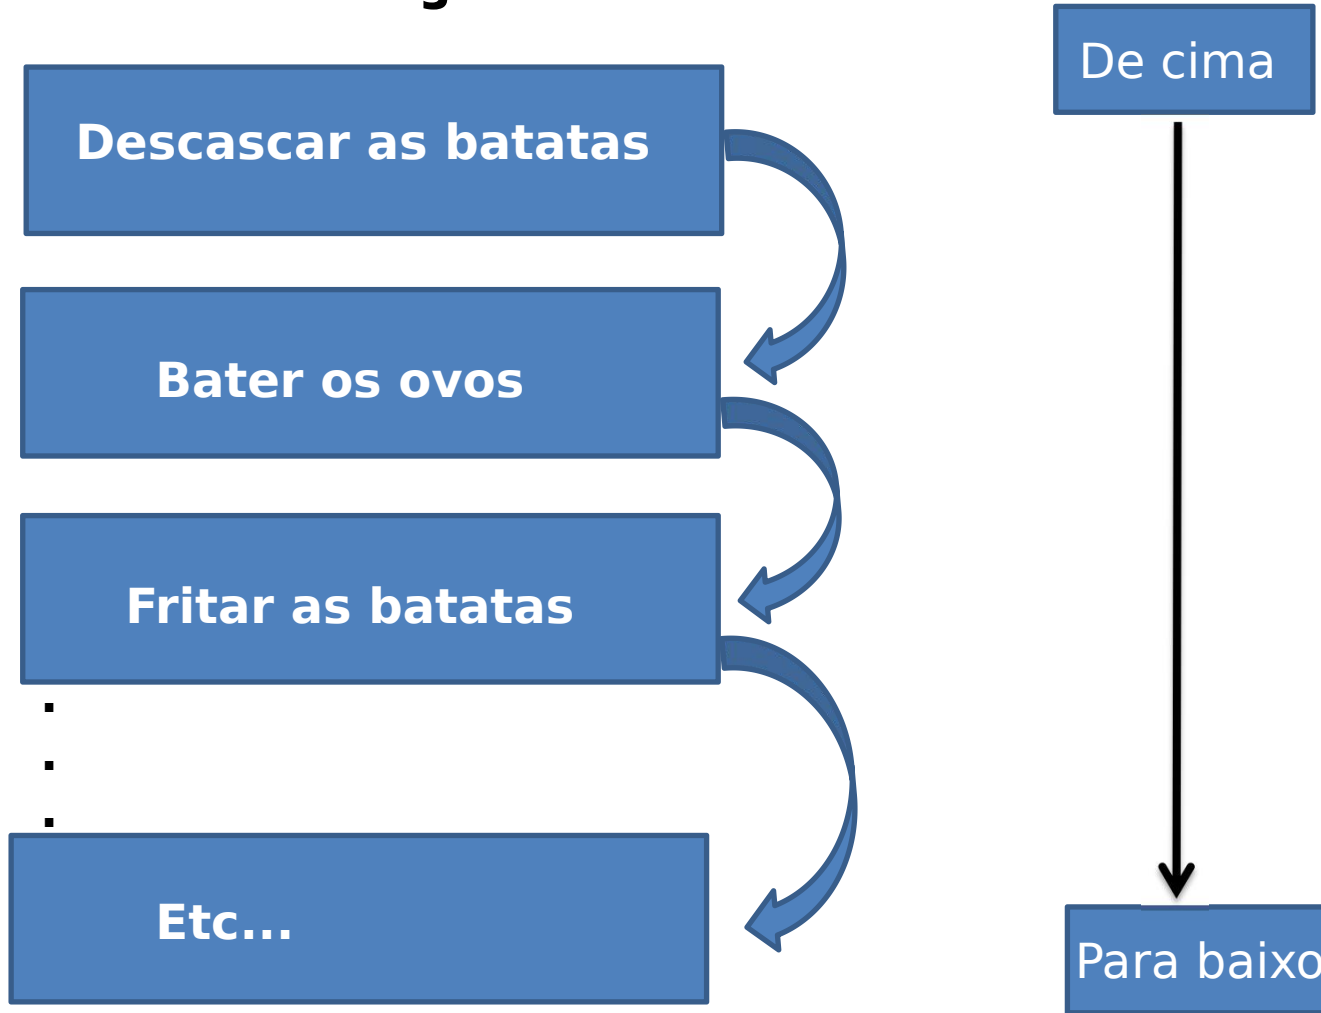 Descascar as batatas
Bater os ovos
Fritar as batatas
.
.
.
Etc...
De cima
Para baixo